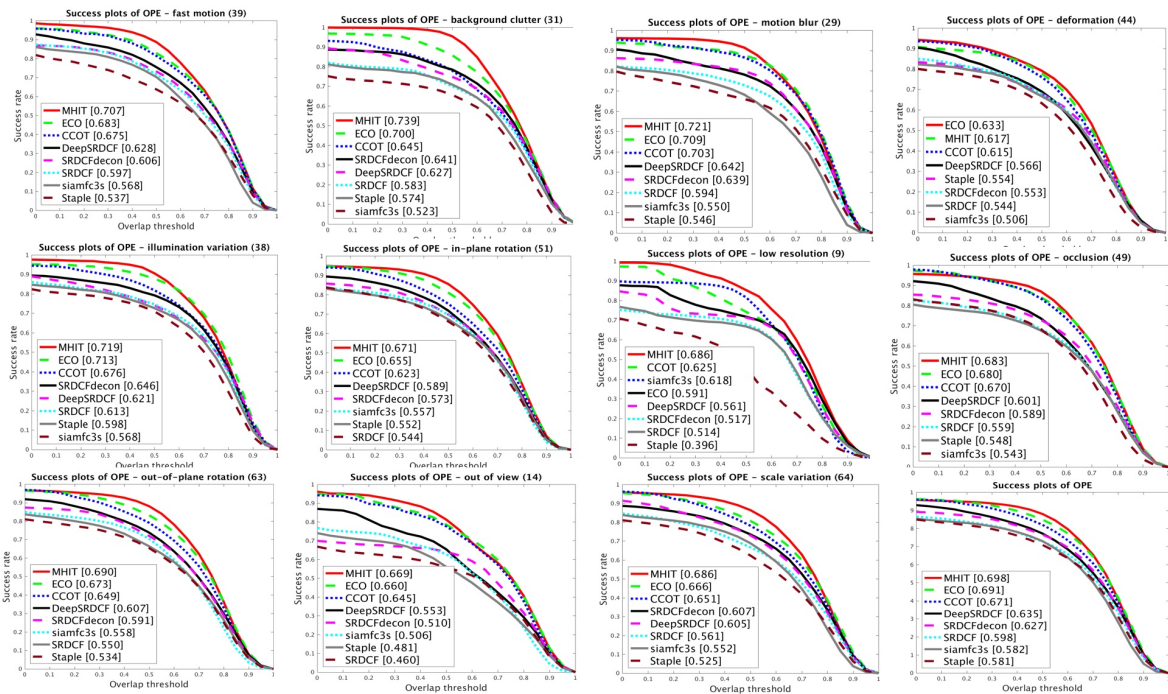 Success plots of OPE - fast motion (39)
Success rate
MHIT [0.707]
ECO [0.683]
CCOT [0.675]
DeepSRDCF [0.628]
SRDCFdecon [0.606]
SRDCF [0.597]
siamfc3s [0.568]
Staple [0.537]
Overlap threshold
Success plots of OPE - background clutter (31)
Success rate
MHIT [0.739]
ECO [0.700]
CCOT [0.645]
SRDCFdecon [0.641]
DeepSRDCF [0.627]
SRDCF [0.583]
Staple [0.574]
siamfc3s [0.523]
Overlap threshold
Success plots of OPE - motion blur (29)
Success rate
MHIT [0.721]
ECO [0.709]
CCOT [0.703]
DeepSRDCF [0.642]
SRDCFdecon [0.639]
SRDCF [0.594]
siamfc3s [0.550]
Staple [0.546]
Success plots of OPE - deformation (44)
Success rate
ECO [0.633]
MHIT [0.617]
CCOT [0.615]
DeepSRDCF [0.566]
Staple [0.554]
SRDCFdecon [0.553]
SRDCF [0.544]
siamfc3s [0.506]
Success plots of OPE - illumination variation (38)
Success rate
MHIT [0.719]
ECO [0.713]
CCOT [0.676]
SRDCFdecon [0.646]
DeepSRDCF [0.621]
SRDCF [0.613]
Staple [0.598]
siamfc3s [0.568]
Overlap threshold
Success plots of OPE - in-plane rotation (51)
Success rate
MHIT [0.671]
ECO [0.655]
CCOT [0.623]
DeepSRDCF [0.589]
SRDCFdecon [0.573]
siamfc3s [0.557]
Staple [0.552]
SRDCF [0.544]
Overlap threshold
Success plots of OPE - low resolution (9)
Success rate
MHIT [0.686]
CCOT [0.625]
siamfc3s [0.618]
ECO [0.591]
DeepSRDCF [0.561]
SRDCFdecon [0.517]
SRDCF [0.514]
Staple [0.396]
Success plots of OPE - occlusion (49)
Success rate
MHIT [0.683]
ECO [0.680]
CCOT [0.670]
DeepSRDCF [0.601]
SRDCFdecon [0.589]
SRDCF [0.559]
Staple [0.548]
siamfc3s [0.543]
Success plots of OPE - out-of-plane rotation (63)
Success rate
MHIT [0.690]
ECO [0.673]
CCOT [0.649]
DeepSRDCF [0.607]
SRDCFdecon [0.591]
siamfc3s [0.558]
SRDCF [0.550]
Staple [0.534]
Overlap threshold
Success plots of OPE - out of view (14)
Success rate
MHIT [0.669]
ECO [0.660]
CCOT [0.645]
DeepSRDCF [0.553]
SRDCFdecon [0.510]
siamfc3s [0.506]
Staple [0.481]
SRDCF [0.460]
Overlap threshold
Success plots of OPE - scale variation (64)
Success rate
MHIT [0.686]
ECO [0.666]
CCOT [0.651]
SRDCFdecon [0.607]
DeepSRDCF [0.605]
SRDCF [0.561]
siamfc3s [0.552]
Staple [0.525]
Overlap threshold
Success plots of OPE
Success rate
MHIT [0.698]
ECO [0.691]
CCOT [0.671]
DeepSRDCF [0.635]
SRDCFdecon [0.627]
SRDCF [0.598]
siamfc3s [0.582]
Staple [0.581]
Overlap threshold